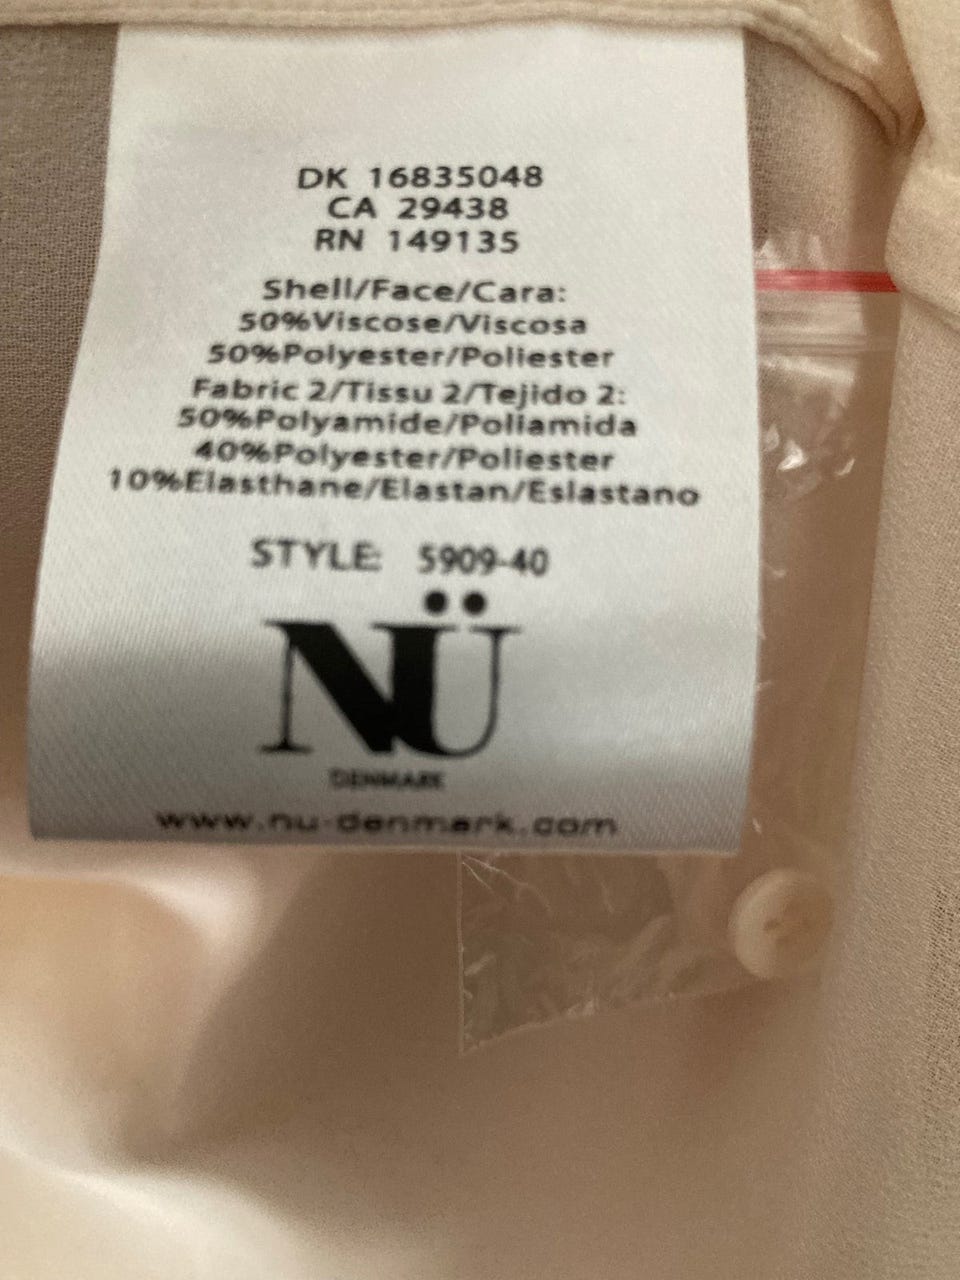 DK 16835048
CA 29438
RN 149135
Shell/Face/Cara:
50%Viscose/Viscosa
50%Polyester/Poliester
Fabric 2/Tissu 2/Tejido 2:
50%Polyamide/Poliamida
40%Polyester/Poliester
10%Elasthane/Elastan/Eslastano
STYLE: 5909-40
NÜ
DENMARK
www.nu-denmark.com